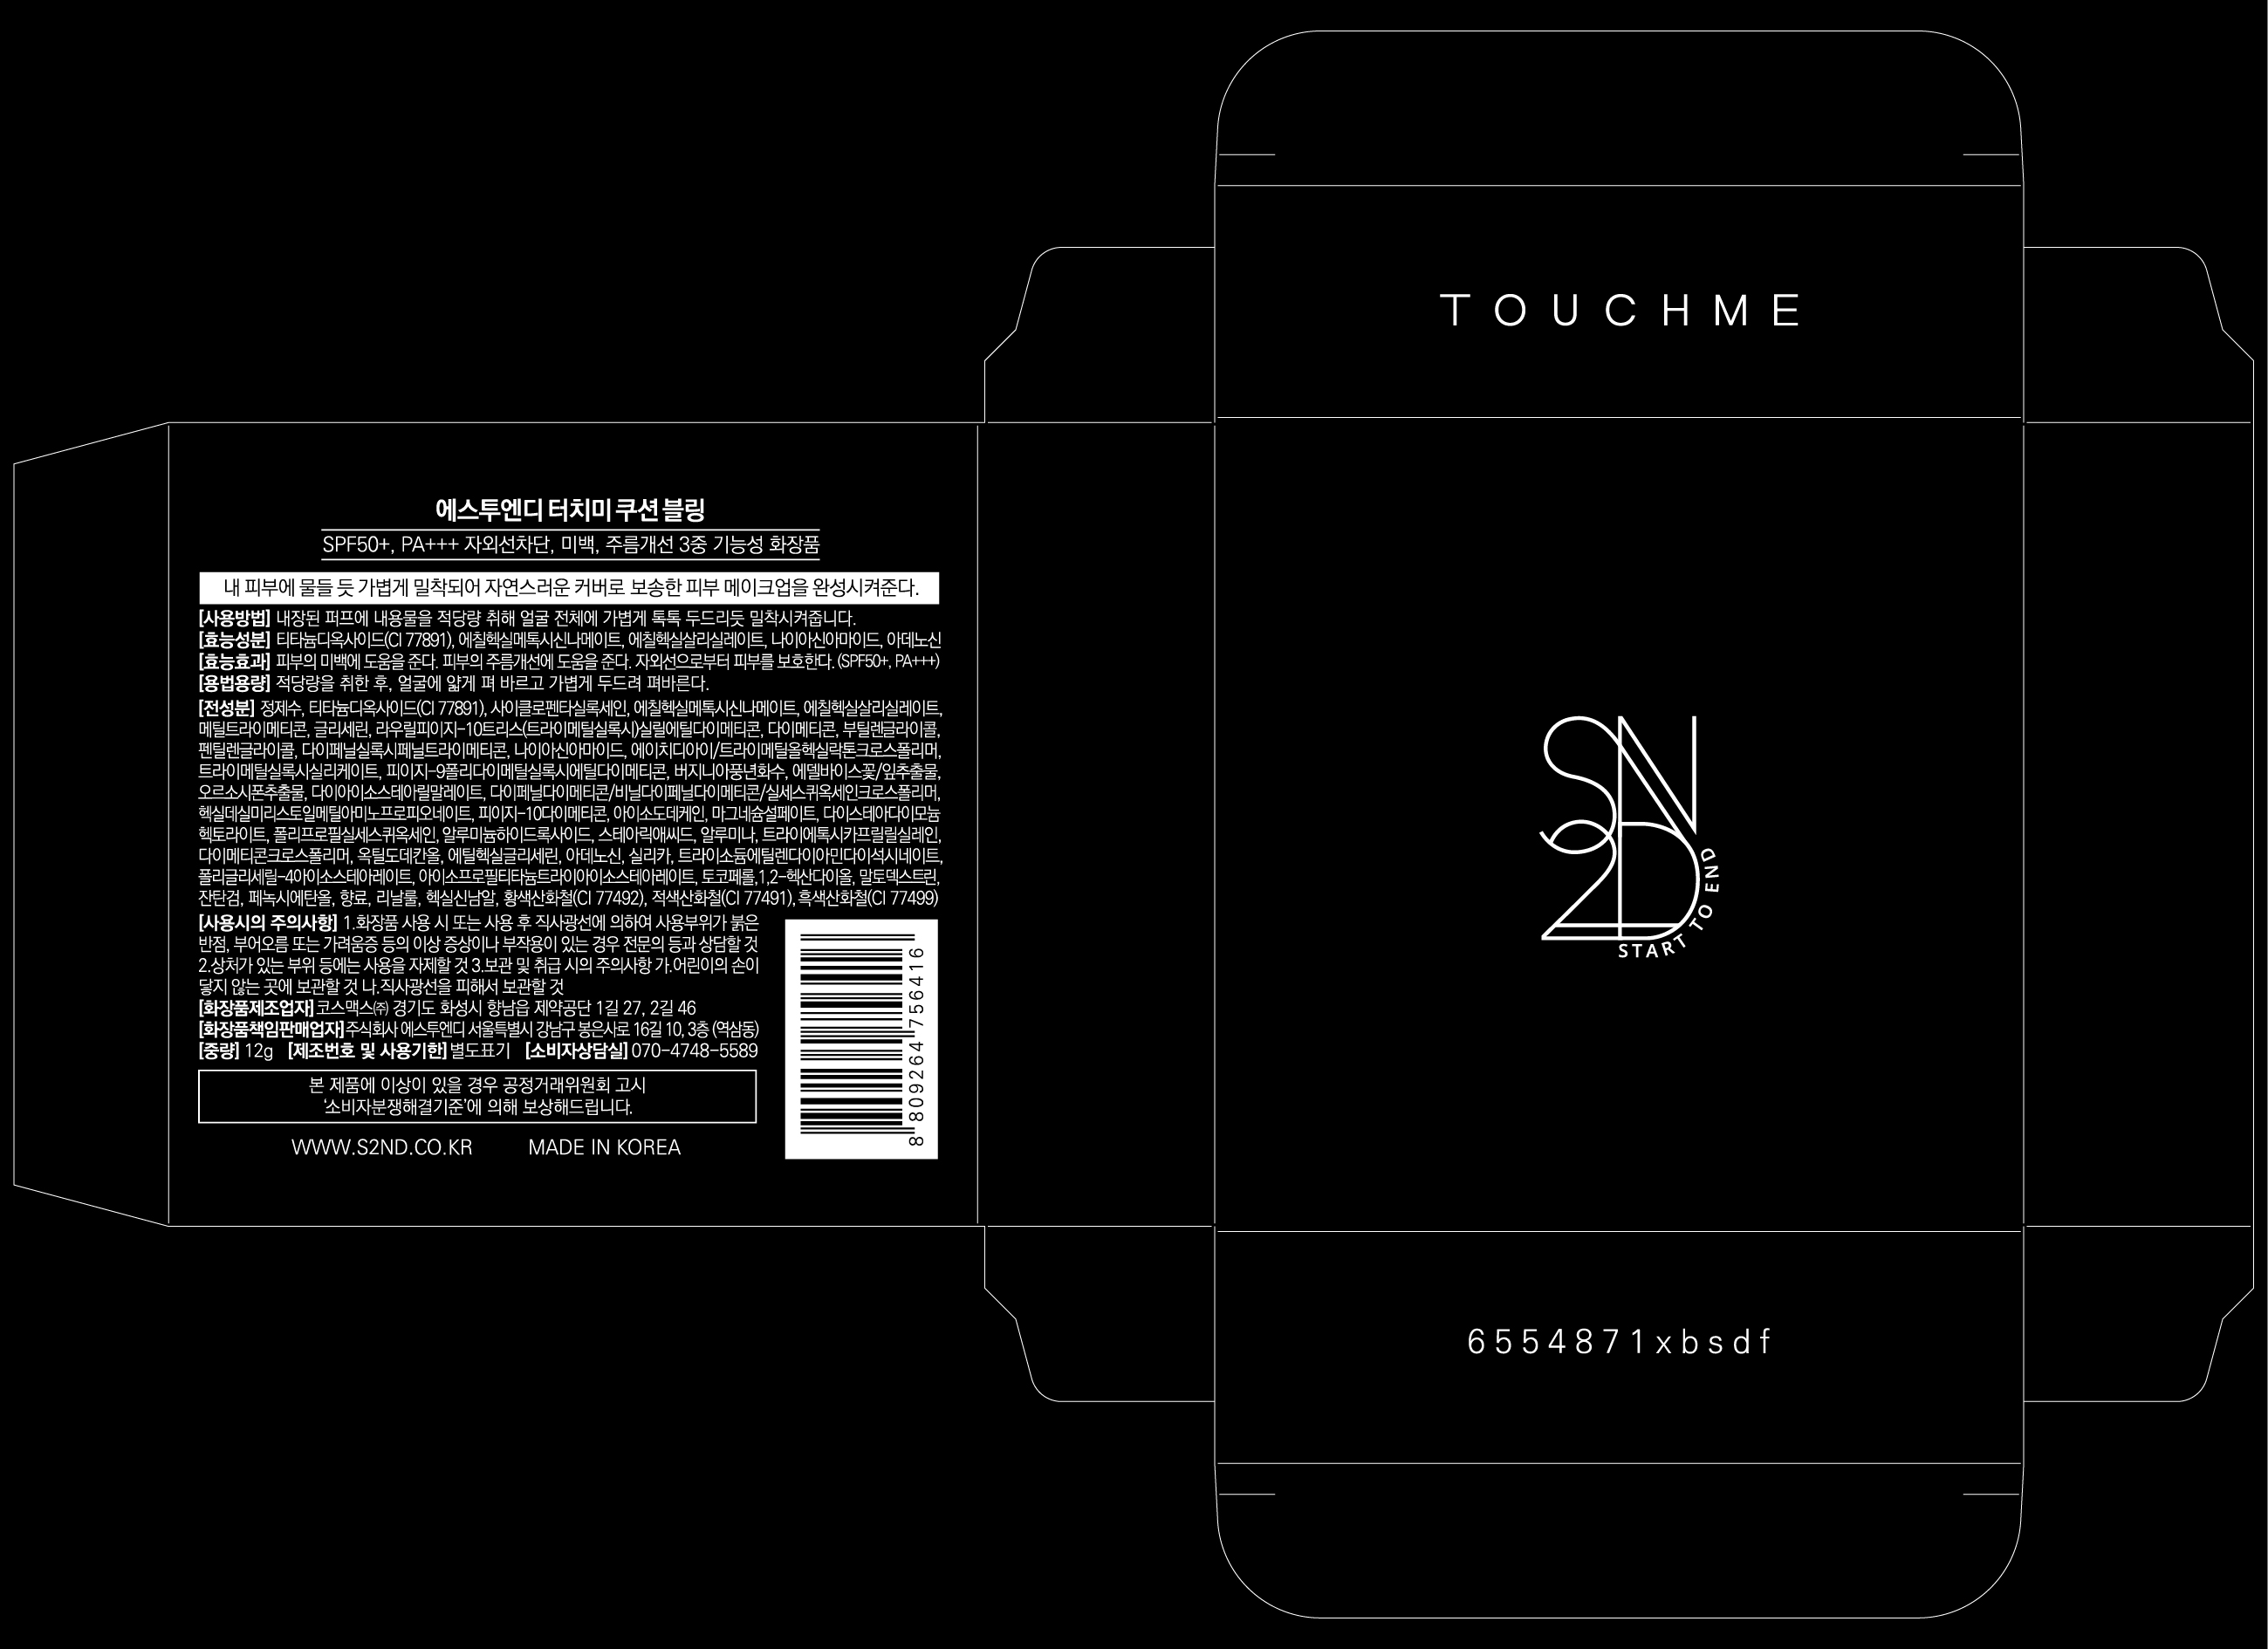 TOUCHME
에스투엔디 터치미 쿠션 블링
SPF50+, PA+++ 자외선차단, 미백, 주름개선 3중 기능성 화장품
내 피부에 물들 듯 가볍게 밀착되어 자연스러운 커버로 보송한 피부 메이크업을 완성시켜준다.
[사용방법] 내장된 퍼프에 내용물을 적당량 취해 얼굴 전체에 가볍게 톡톡 두드리듯 밀착시켜줍니다.
[효능성분] 티타늄디옥사이드(CI 77891), 에칠헥실메톡시신나메이트, 에칠헥실살리실레이트, 나이아신아마이드, 아데노신
[효능효과] 피부의 미백에 도움을 준다. 피부의 주름개선에 도움을 준다. 자외선으로부터 피부를 보호한다. (SPF50+, PA+++)
[용법용량] 적당량을 취한 후, 얼굴에 얇게 펴 바르고 가볍게 두드려 펴바른다.
[전성분] 정제수, 티타늄디옥사이드(CI 77891), 사이클로펜타실록세인, 에칠헥실메톡시신나메이트, 에칠헥실살리실레이트,
메틸트라이메티콘, 글리세린, 라우릴피이지-10트리스(트라이메틸실록시)실릴에틸다이메티콘, 다이메티콘, 부틸렌글라이콜,
펜틸렌글라이콜, 다이페닐실록시페닐트라이메티콘, 나이아신아마이드, 에이치디아이/트라이메틸올헥실락톤크로스폴리머,
트라이메틸실록시실리케이트, 피이지-9폴리다이메틸실록시에틸다이메티콘, 버지니아풍년화수, 에델바이스꽃/잎추출물,
오르소시폰추출물, 다이아이소스테아릴말레이트, 다이페닐다이메티콘/비닐다이페닐다이메티콘/실세스퀴옥세인크로스폴리머,
헥실데실미리스토일메틸아미노프로피오네이트, 피이지-10다이메티콘, 아이소도데케인, 마그네슘설페이트, 다이스테아다이모늄
헥토라이트, 폴리프로필실세스퀴옥세인, 알루미늄하이드록사이드, 스테아릭애씨드, 알루미나, 트라이에톡시카프릴릴실레인,
다이메티콘크로스폴리머, 옥틸도데칸올, 에틸헥실글리세린, 아데노신, 실리카, 트라이소듐에틸렌다이아민다이석시네이트,
폴리글리세릴-4아이소스테아레이트, 아이소프로필티타늄트라이아이소스테아레이트, 토코페롤,1,2-헥산다이올, 말토덱스트린,
잔탄검, 페녹시에탄올, 향료, 리날룰, 헥실신남알, 황색산화철(CI 77492), 적색산화철(CI 77491), 흑색산화철(CI 77499)
[사용시의 주의사항] 1.화장품 사용 시 또는 사용 후 직사광선에 의하여 사용부위가 붉은
반점, 부어오름 또는 가려움증 등의 이상 증상이나 부작용이 있는 경우 전문의 등과 상담할 것
2.상처가 있는 부위 등에는 사용을 자제할 것 3.보관 및 취급 시의 주의사항 가.어린이의 손이
닿지 않는 곳에 보관할 것 나.직사광선을 피해서 보관할 것
[화장품제조업자] 코스맥스㈜ 경기도 화성시 향남읍 제약공단 1길 27, 2길 46
[화장품책임판매업자] 주식회사 에스투엔디 서울특별시 강남구 봉은사로 16길 10, 3층 (역삼동)
[중량] 12g [제조번호 및 사용기한] 별도표기 [소비자상담실] 070-4748-5589
본 제품에 이상이 있을 경우 공정거래위원회 고시
‘소비자분쟁해결기준’에 의해 보상해드립니다.
WWW.S2ND.CO.KR MADE IN KOREA
8 809264 756416
S2ND
START TO END
6554871xbsdf